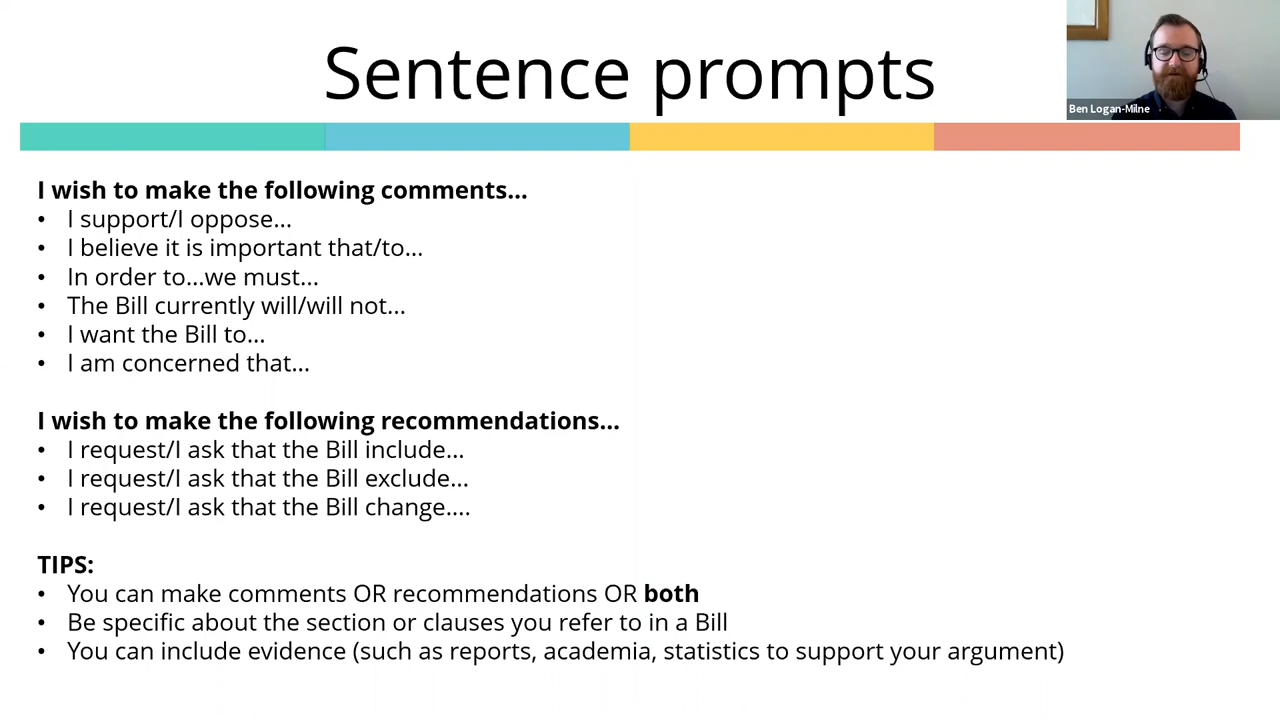 Sentence prompts
Ben Logan-Milne
I wish to make the following comments...
• I support/I oppose...
• I believe it is important that/to...
• In order to...we must...
• The Bill currently will/will not...
• I want the Bill to...
• I am concerned that...
I wish to make the following recommendations...
• I request/I ask that the Bill include...
• I request/I ask that the Bill exclude...
• I request/I ask that the Bill change....
TIPS:
• You can make comments OR recommendations OR both
• Be specific about the section or clauses you refer to in a Bill
• You can include evidence (such as reports, academia, statistics to support your argument)